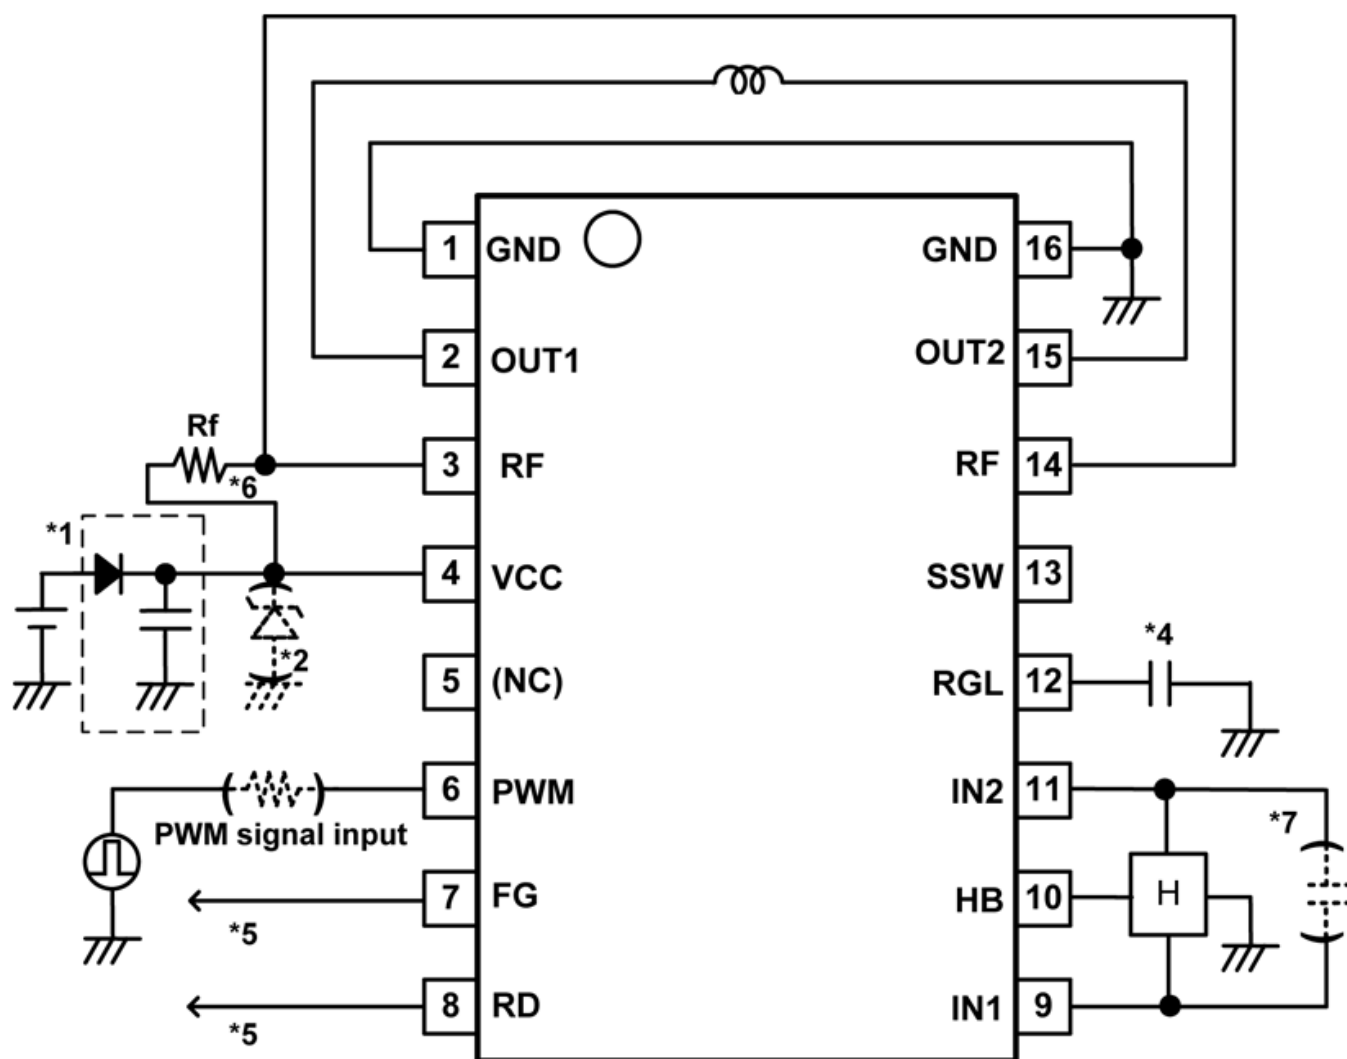 1 GND
GND 16
2 OUT1
OUT2 15
Rf
*6
3 RF
RF 14
*1
4 VCC
SSW 13
*2
5 (NC)
*4
RGL 12
6 PWM
PWM signal input
IN2 11
*7
7 FG
*5
HB 10
H
8 RD
*5
IN1 9